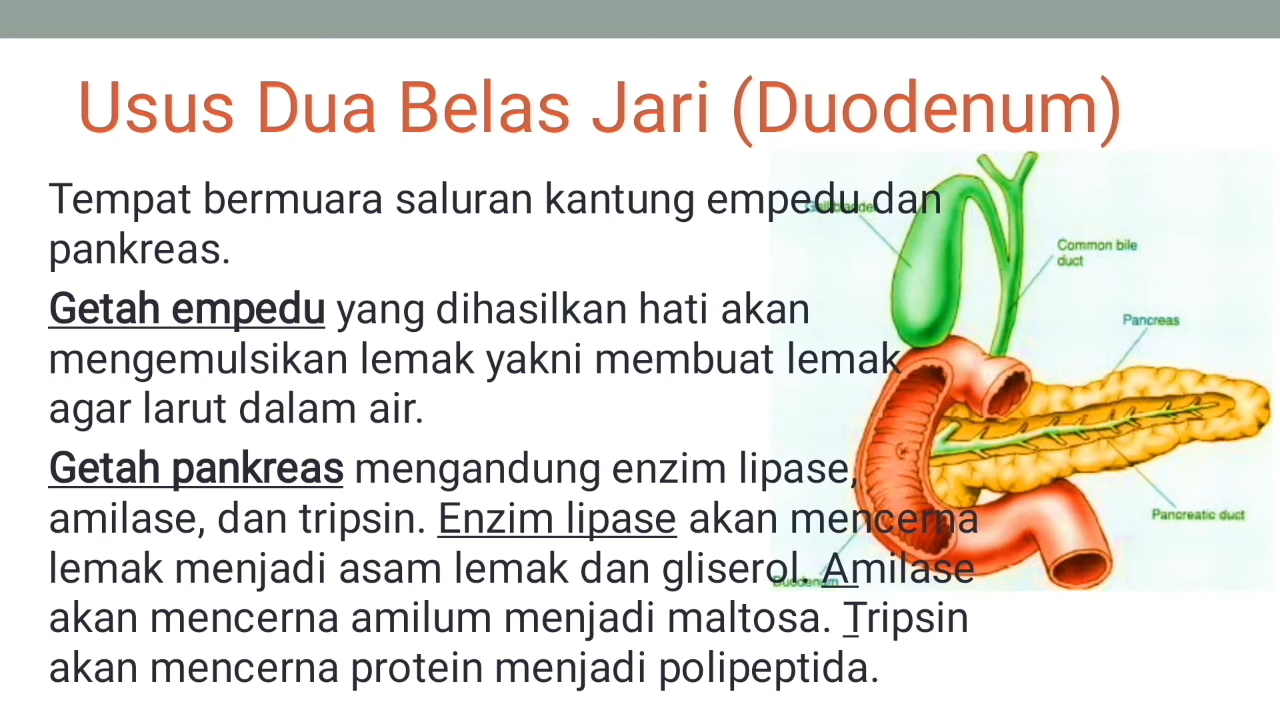 Usus Dua Belas Jari (Duodenum)
Tempat bermuara saluran kantung empedu dan
pankreas.
Getah empedu yang dihasilkan hati akan
mengemulsikan lemak yakni membuat lemak
agar larut dalam air.
Getah pankreas mengandung enzim lipase,
amilase, dan tripsin. Enzim lipase akan mencerna
lemak menjadi asam lemak dan gliserol. Amilase
akan mencerna amilum menjadi maltosa. Tripsin
akan mencerna protein menjadi polipeptida.
Gallbladder
Common bile
duct
Pancreas
Pancreatic duct
Duodenum